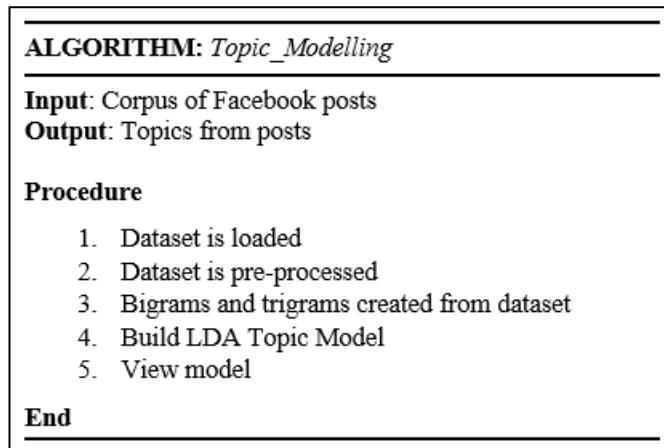 ALGORITHM: Topic_Modelling
Input: Corpus of Facebook posts
Output: Topics from posts
Procedure
1. Dataset is loaded
2. Dataset is pre-processed
3. Bigrams and trigrams created from dataset
4. Build LDA Topic Model
5. View model
End